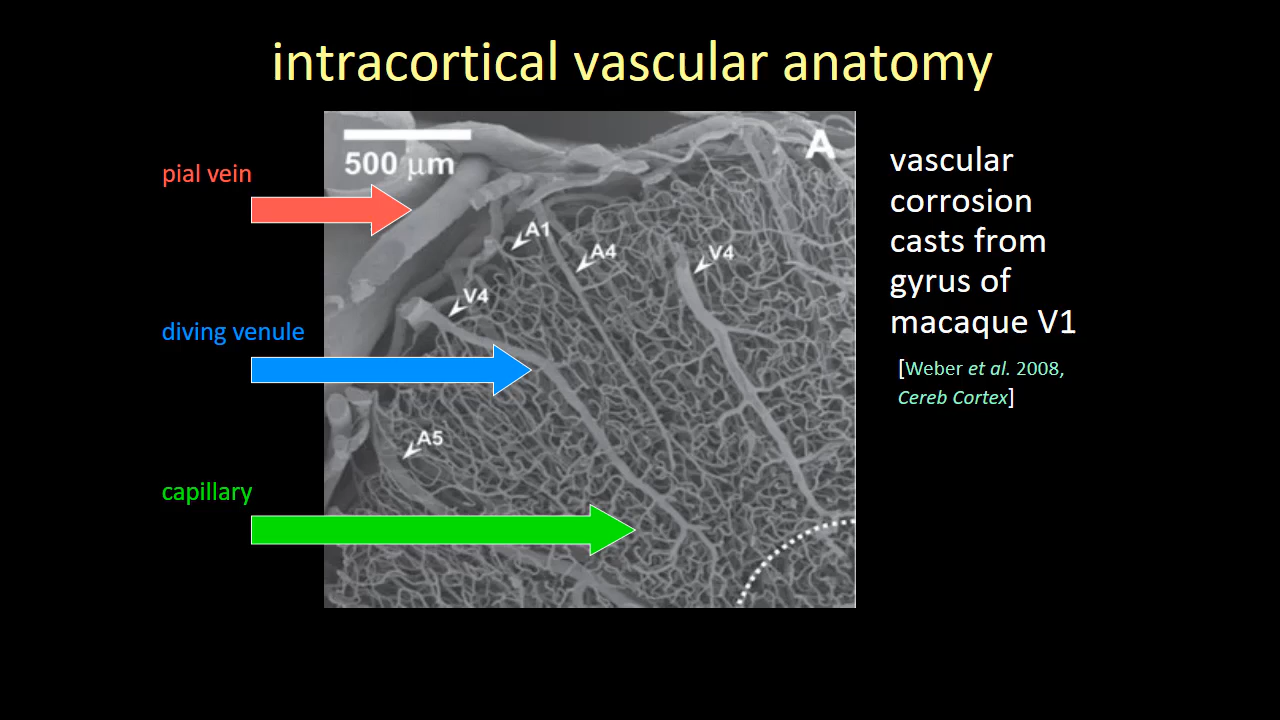 intracortical vascular anatomy
500 μm
A
pial vein
A1
A4
V4
V4
diving venule
A5
capillary
vascular
corrosion
casts from
gyrus of
macaque V1
[Weber et al. 2008,
Cereb Cortex]